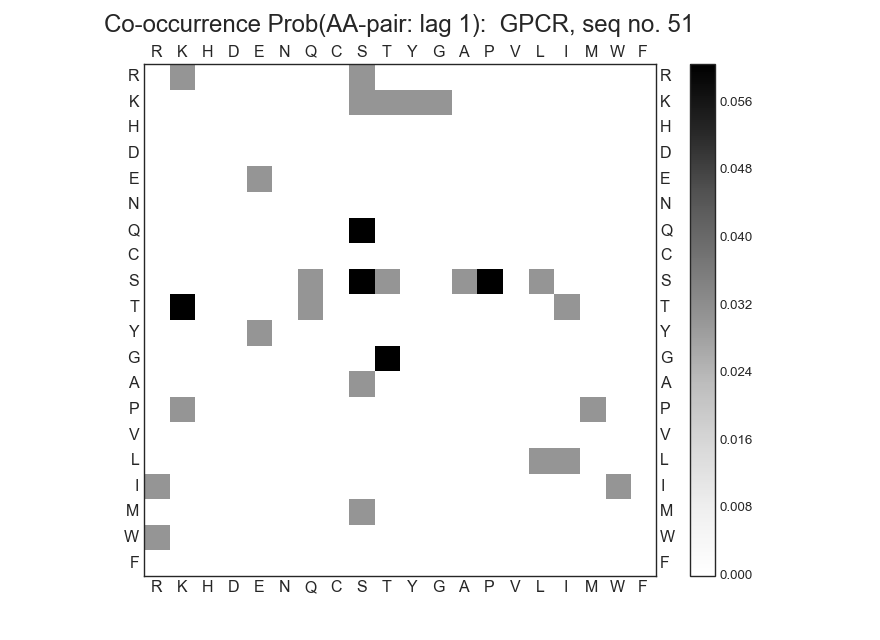 Co-occurrence Prob(AA-pair: lag 1):  GPCR, seq no. 51
R K H D E N Q C S T Y G A P V L I M W F
R R
K K 0.056
H H
D D 0.048
E E
N N
Q Q 0.040
C C
S S
T T 0.032
Y Y
G G 0.024
A A
P P
V V 0.016
L L
I I
M M 0.008
W W
F F 0.000
R K H D E N Q C S T Y G A P V L I M W F